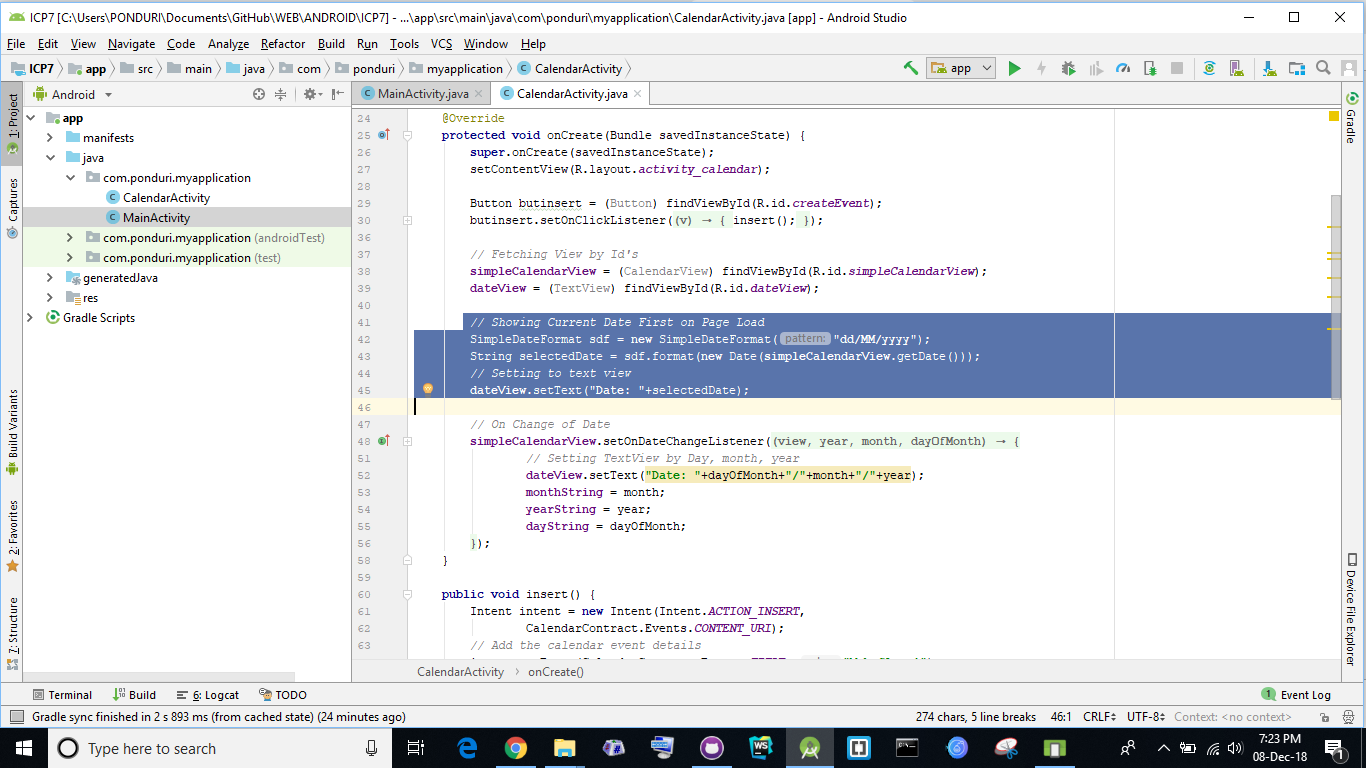 ICP7 [C:\Users\PONDURI\Documents\GitHub\WEB\ANDROID\ICP7] - ...\app\src\main\java\com\ponduri\myapplication\CalendarActivity.java [app] - Android Studio
File Edit View Navigate Code Analyze Refactor Build Run Tools VCS Window Help
ICP7 app src main java com ponduri myapplication CalendarActivity app
1: Project
Captures
Build Variants
2: Favorites
7: Structure
Android
app
manifests
java
com.ponduri.myapplication
CalendarActivity
MainActivity
com.ponduri.myapplication (androidTest)
com.ponduri.myapplication (test)
generatedJava
res
Gradle Scripts
MainActivity.java CalendarActivity.java
24 @Override
25 protected void onCreate(Bundle savedInstanceState) {
26 super.onCreate(savedInstanceState);
27 setContentView(R.layout.activity_calendar);
28
29 Button butinsert = (Button) findViewById(R.id.createEvent);
30 butinsert.setOnClickListener((v) → { insert(); });
36
37 // Fetching View by Id's
38 simpleCalendarView = (CalendarView) findViewById(R.id.simpleCalendarView);
39 dateView = (TextView) findViewById(R.id.dateView);
40
41 // Showing Current Date First on Page Load
42 SimpleDateFormat sdf = new SimpleDateFormat( pattern: "dd/MM/yyyy");
43 String selectedDate = sdf.format(new Date(simpleCalendarView.getDate()));
44 // Setting to text view
45 dateView.setText("Date: "+selectedDate);
46
47 // On Change of Date
48 simpleCalendarView.setOnDateChangeListener((view, year, month, dayOfMonth) → {
51 // Setting TextView by Day, month, year
52 dateView.setText("Date: "+dayOfMonth+"/"+month+"/"+year);
53 monthString = month;
54 yearString = year;
55 dayString = dayOfMonth;
56 });
58 }
59
60 public void insert() {
61 Intent intent = new Intent(Intent.ACTION_INSERT,
62 CalendarContract.Events.CONTENT_URI);
63 // Add the calendar event details
CalendarActivity onCreate()
Gradle
Device File Explorer
Terminal Build 6: Logcat TODO 1 Event Log
Gradle sync finished in 2 s 893 ms (from cached state) (24 minutes ago) 274 chars, 5 line breaks 46:1 CRLF UTF-8 Context: <no context>
Type here to search
7:23 PM
08-Dec-18
1